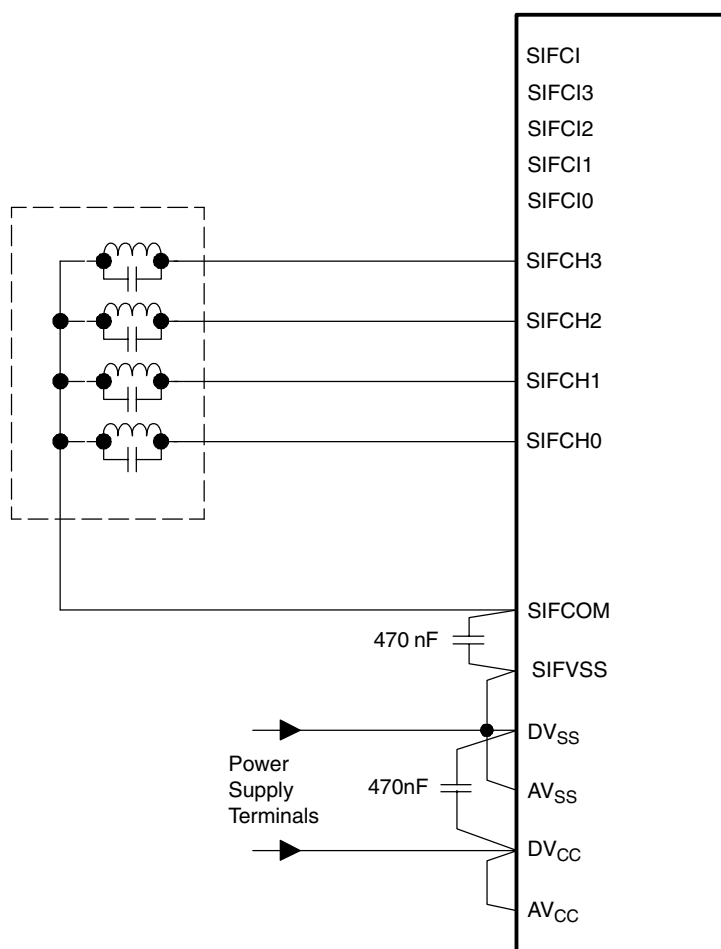 SIFCI
SIFCI3
SIFCI2
SIFCI1
SIFCI0
SIFCH3
SIFCH2
SIFCH1
SIFCH0
SIFCOM
470 nF
SIFVSS
DVSS
Power
Supply
Terminals
470nF
AVSS
DVCC
AVCC